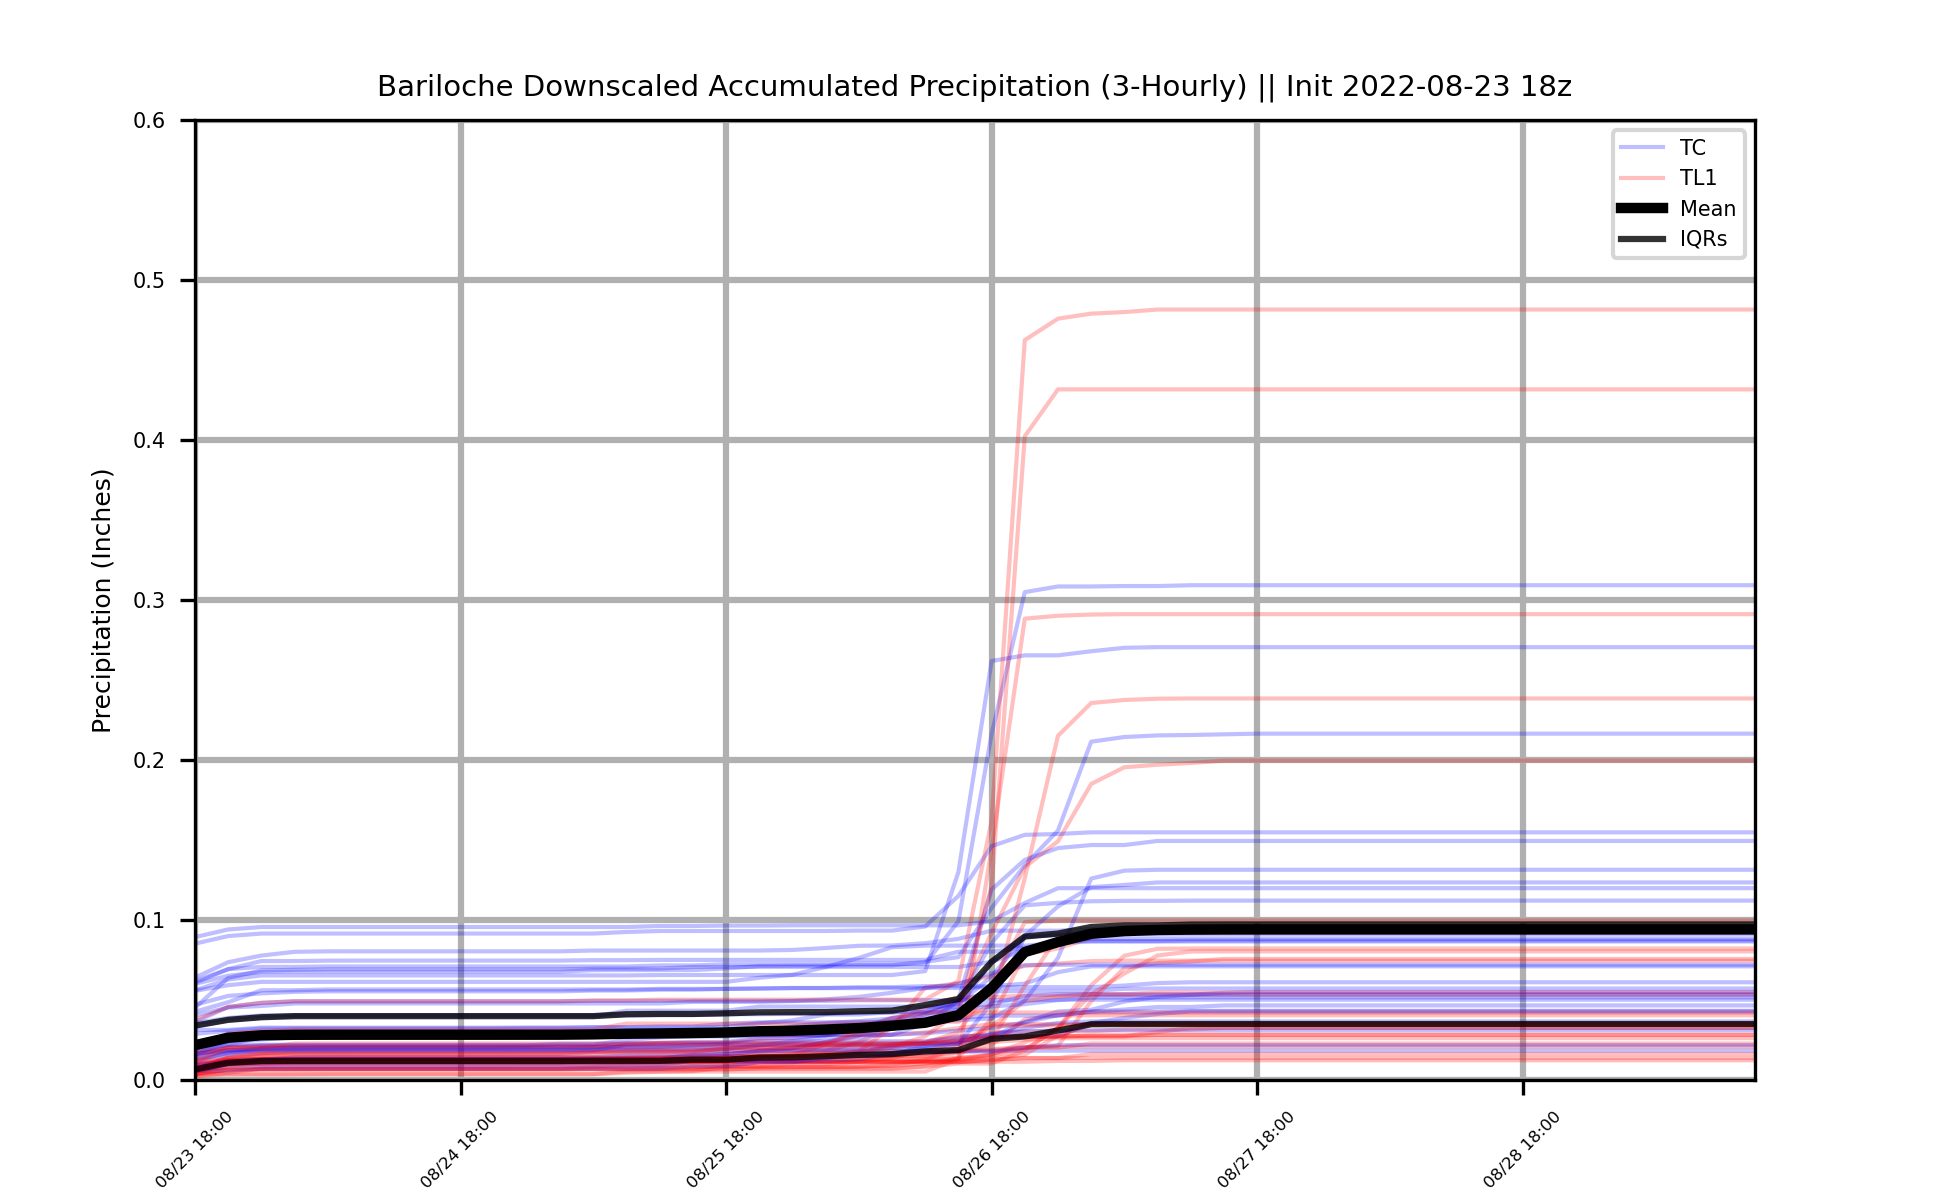 Bariloche Downscaled Accumulated Precipitation (3-Hourly) || Init 2022-08-23 18z
0.6
0.5
0.4
0.3
0.2
0.1
0.0
Precipitation (Inches)
TC
TL1
Mean
IQRs
08/23 18:00
08/24 18:00
08/25 18:00
08/26 18:00
08/27 18:00
08/28 18:00